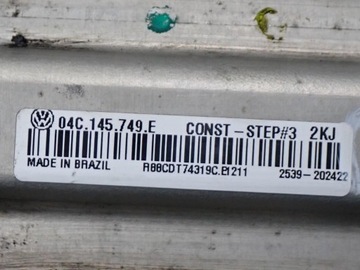 04C.145.749.E CONST-STEP#3 2KJ
MADE IN BRAZIL R88CDT74319C.E1211 2539-202422